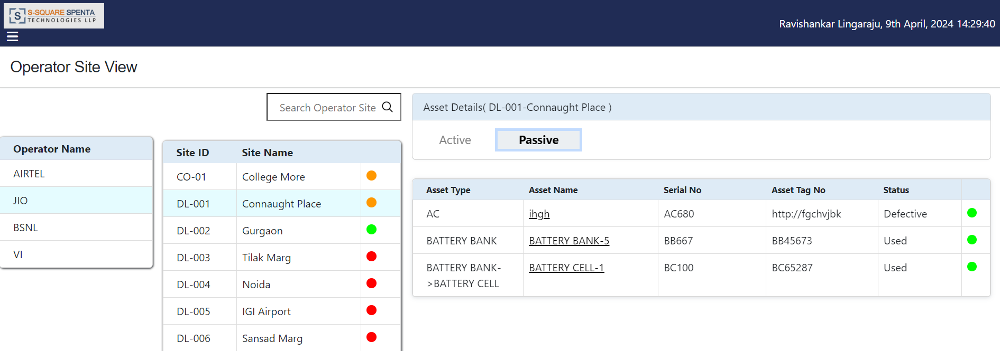 S
S-SQUARE SPENTA
TECHNOLOGIES LLP
Ravishankar Lingaraju, 9th April, 2024 14:29:40
Operator Site View
Search Operator Site
Operator Name
AIRTEL
JIO
BSNL
VI
Site ID Site Name
CO-01 College More
DL-001 Connaught Place
DL-002 Gurgaon
DL-003 Tilak Marg
DL-004 Noida
DL-005 IGI Airport
DL-006 Sansad Marg
Asset Details( DL-001-Connaught Place )
Active Passive
Asset Type Asset Name Serial No Asset Tag No Status
AC ihgh AC680 http://fgchvjbk Defective
BATTERY BANK BATTERY BANK-5 BB667 BB45673 Used
BATTERY BANK- BATTERY CELL-1 BC100 BC65287 Used
>BATTERY CELL